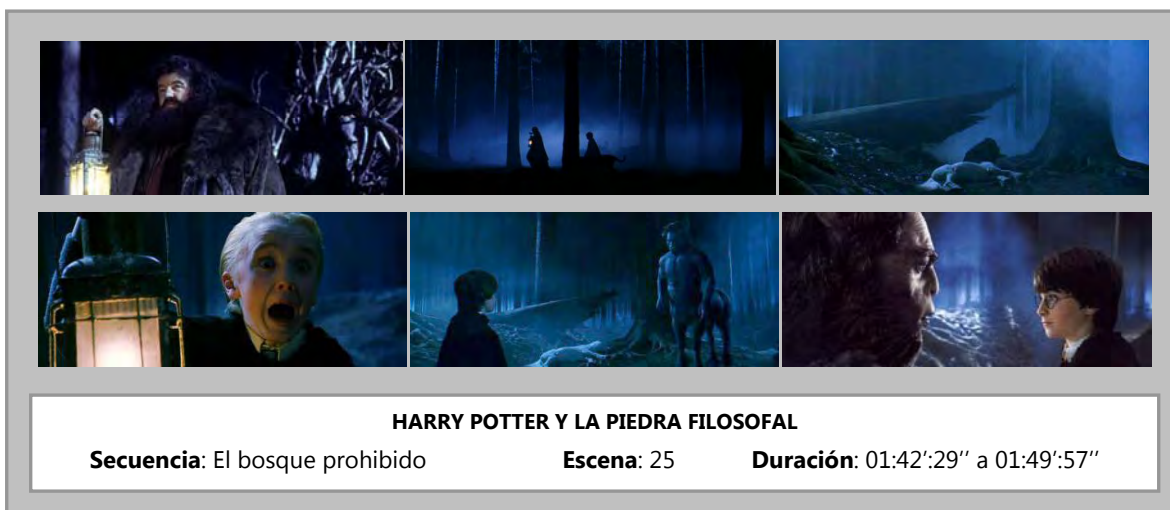 HARRY POTTER Y LA PIEDRA FILOSOFAL
Secuencia: El bosque prohibido Escena: 25 Duración: 01:42':29'' a 01:49':57''